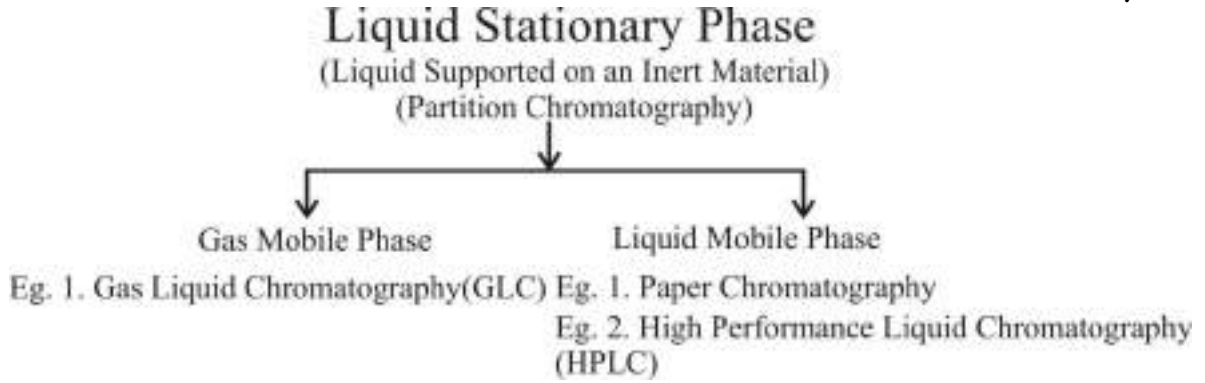 Liquid Stationary Phase
(Liquid Supported on an Inert Material)
(Partition Chromatography)
Gas Mobile Phase
Liquid Mobile Phase
Eg. 1. Gas Liquid Chromatography(GLC)
Eg. 1. Paper Chromatography
Eg. 2. High Performance Liquid Chromatography
(HPLC)